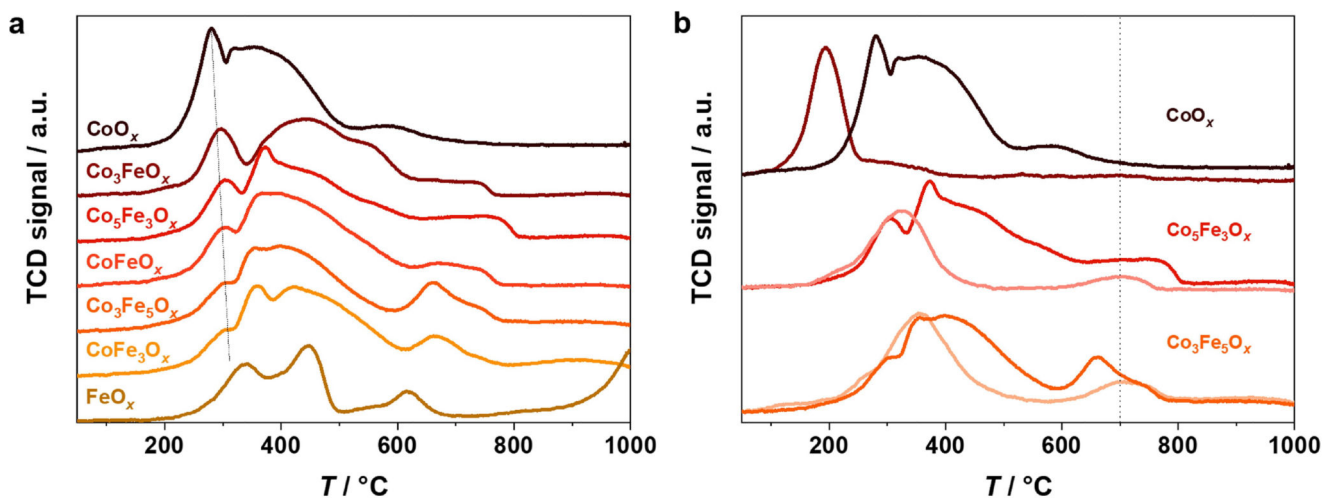 a
TCD signal / a.u.
CoOₓ
Co₃FeOₓ
Co₅Fe₃Oₓ
CoFeOₓ
Co₃Fe₅Oₓ
CoFe₃Oₓ
FeOₓ
200 400 600 800 1000
T / °C
b
TCD signal / a.u.
CoOₓ
Co₅Fe₃Oₓ
Co₃Fe₅Oₓ
200 400 600 800 1000
T / °C